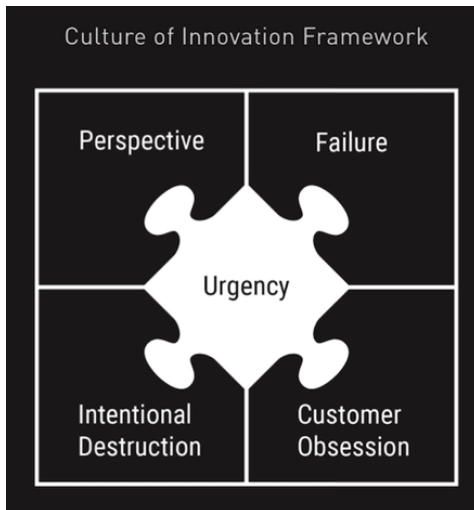 Culture of Innovation Framework
Perspective
Failure
Urgency
Intentional
Destruction
Customer
Obsession